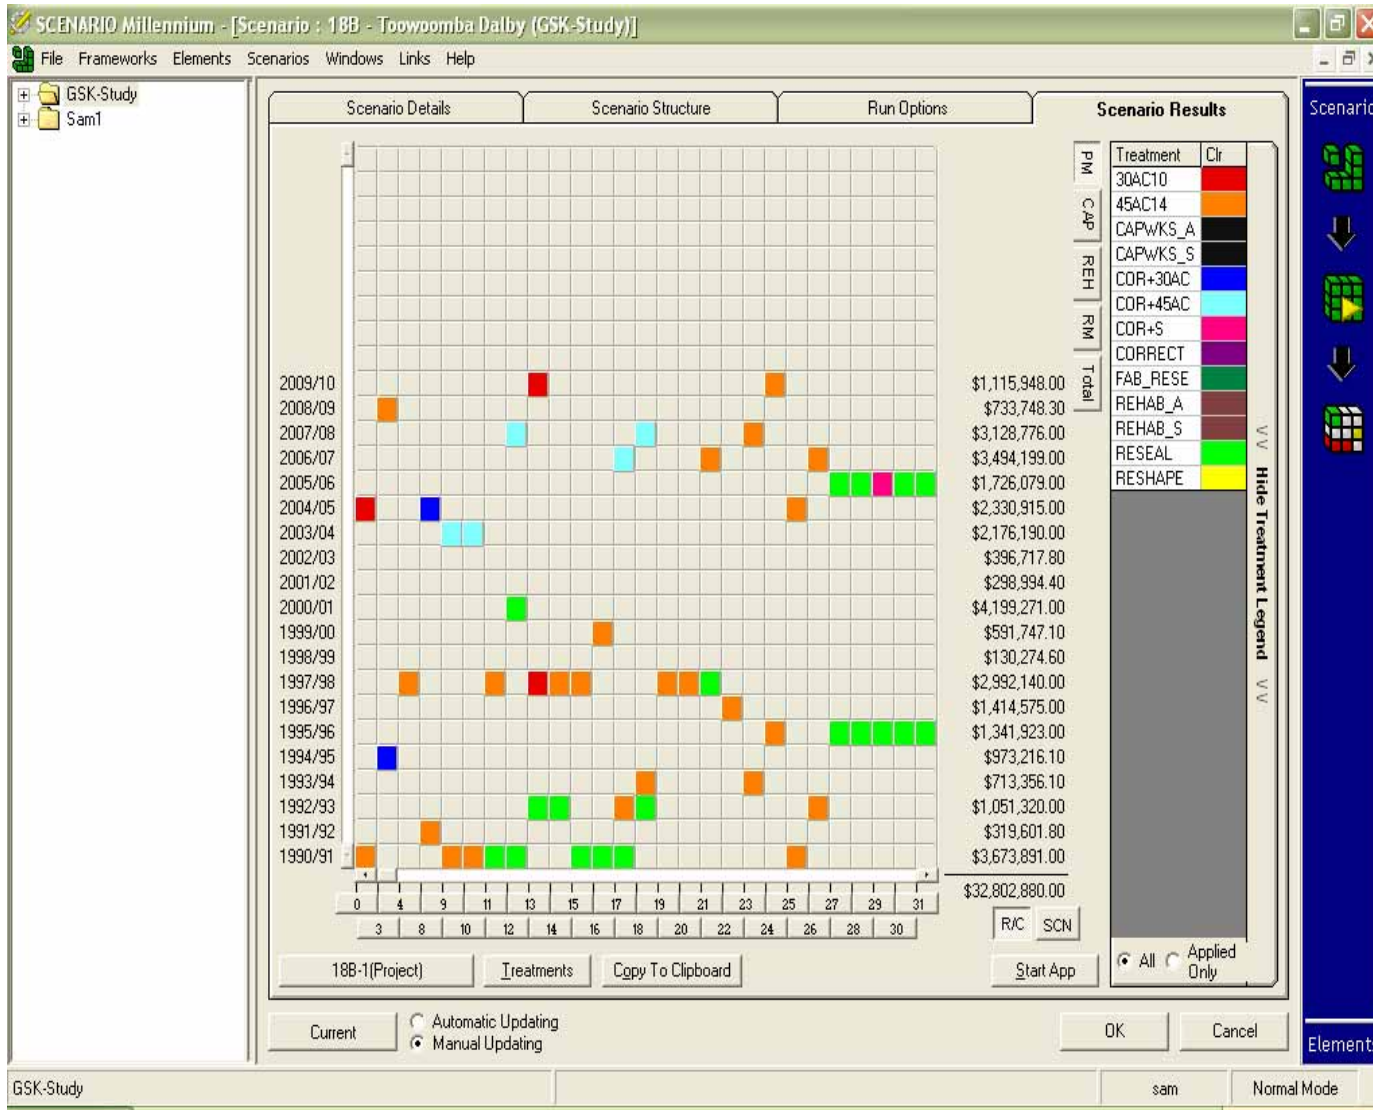 SCENARIO Millennium - [Scenario : 18B - Toowoomba Dalby (GSK-Study)]
File Frameworks Elements Scenarios Windows Links Help
GSK-Study
Sam1
Scenario Details Scenario Structure Run Options Scenario Results
Scenario
PM
CAP
REH
RM
Total
Treatment Clr
30AC10
45AC14
CAPWKS_A
CAPWKS_S
COR+30AC
COR+45AC
COR+S
CORRECT
FAB_RESE
REHAB_A
REHAB_S
RESEAL
RESHAPE
V V Hide Treatment Legend V V
2009/10 $1,115,948.00
2008/09 $733,748.30
2007/08 $3,128,776.00
2006/07 $3,494,199.00
2005/06 $1,726,079.00
2004/05 $2,330,915.00
2003/04 $2,176,190.00
2002/03 $396,717.80
2001/02 $298,994.40
2000/01 $4,199,271.00
1999/00 $591,747.10
1998/99 $130,274.60
1997/98 $2,992,140.00
1996/97 $1,414,575.00
1995/96 $1,341,923.00
1994/95 $973,216.10
1993/94 $713,356.10
1992/93 $1,051,320.00
1991/92 $319,601.80
1990/91 $3,673,891.00
$32,802,880.00
0 4 9 11 13 15 17 19 21 23 25 27 29 31
3 8 10 12 14 16 18 20 22 24 26 28 30
R/C SCN
18B-1(Project) Treatments Copy To Clipboard Start App
All Applied Only
Current Automatic Updating
Manual Updating
OK Cancel
Elements
GSK-Study sam Normal Mode